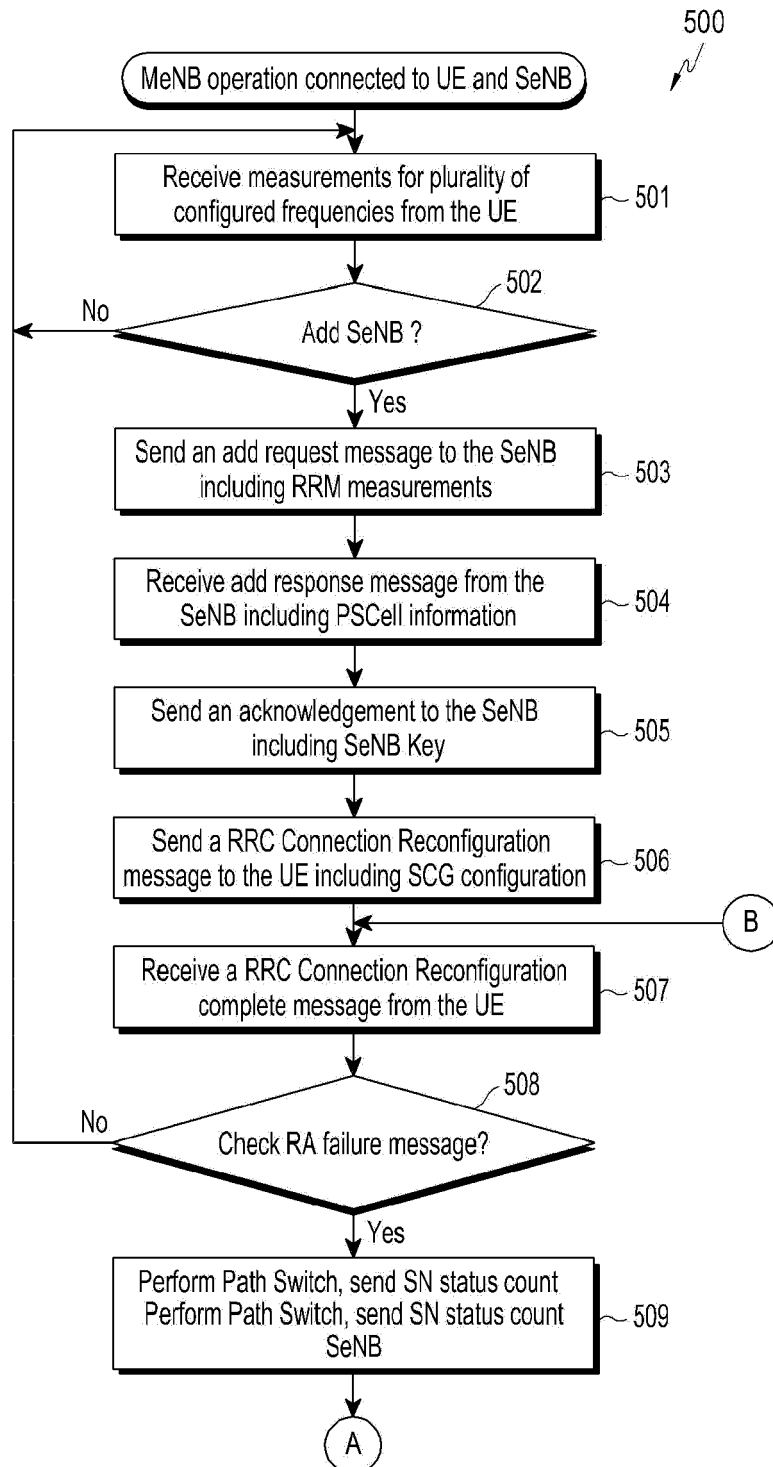 500
MeNB operation connected to UE and SeNB
Receive measurements for plurality of
configured frequencies from the UE
501
502
No
Add SeNB ?
Yes
Send an add request message to the SeNB
including RRM measurements
503
Receive add response message from the
SeNB including PSCell information
504
Send an acknowledgement to the SeNB
including SeNB Key
505
Send a RRC Connection Reconfiguration
message to the UE including SCG configuration
506
B
Receive a RRC Connection Reconfiguration
complete message from the UE
507
508
No
Check RA failure message?
Yes
Perform Path Switch, send SN status count
Perform Path Switch, send SN status count
SeNB
509
A